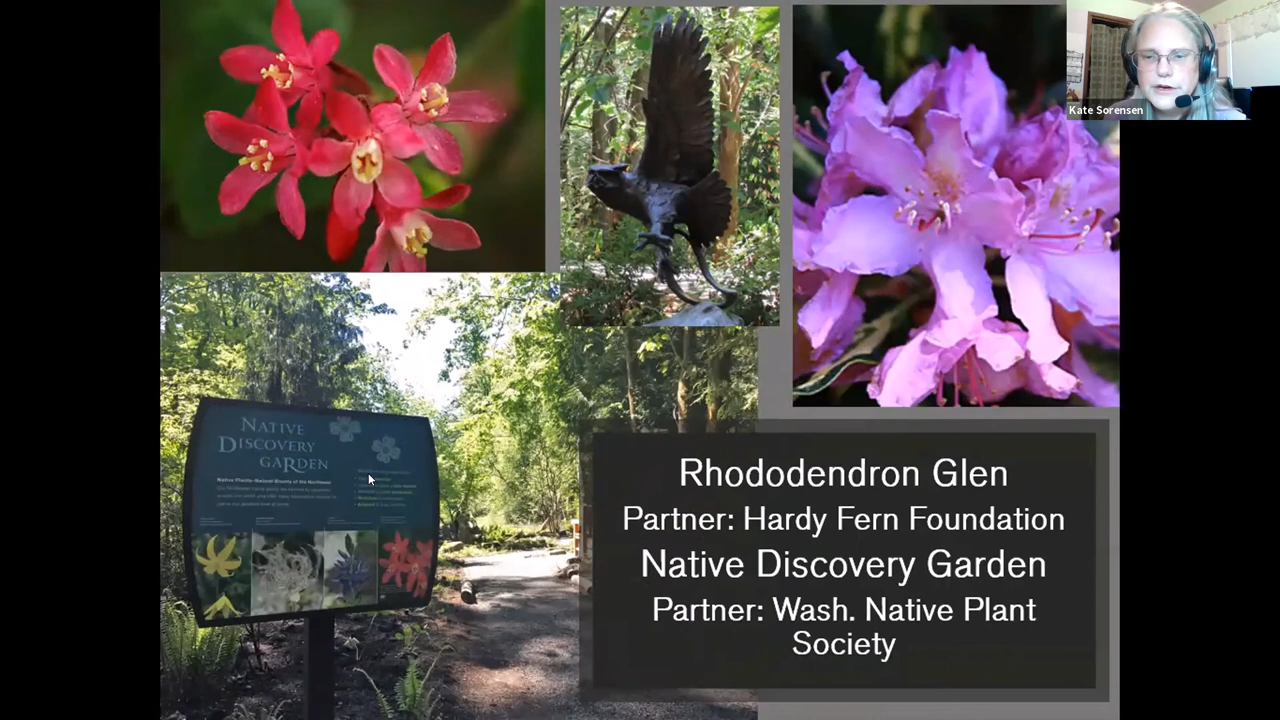 Kate Sorensen
NATIVE
DISCOVERY
GARDEN
Native Plants–Natural Bounty of the Northwest
Rhododendron Glen
Partner: Hardy Fern Foundation
Native Discovery Garden
Partner: Wash. Native Plant
Society